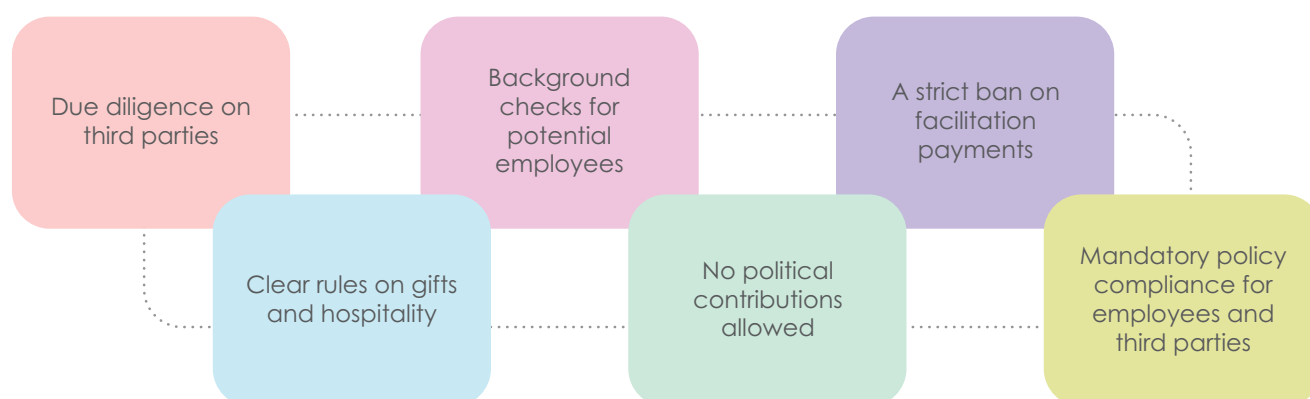 Due diligence on
third parties
Background
checks for
potential
employees
A strict ban on
facilitation
payments
Clear rules on gifts
and hospitality
No political
contributions
allowed
Mandatory policy
compliance for
employees and
third parties